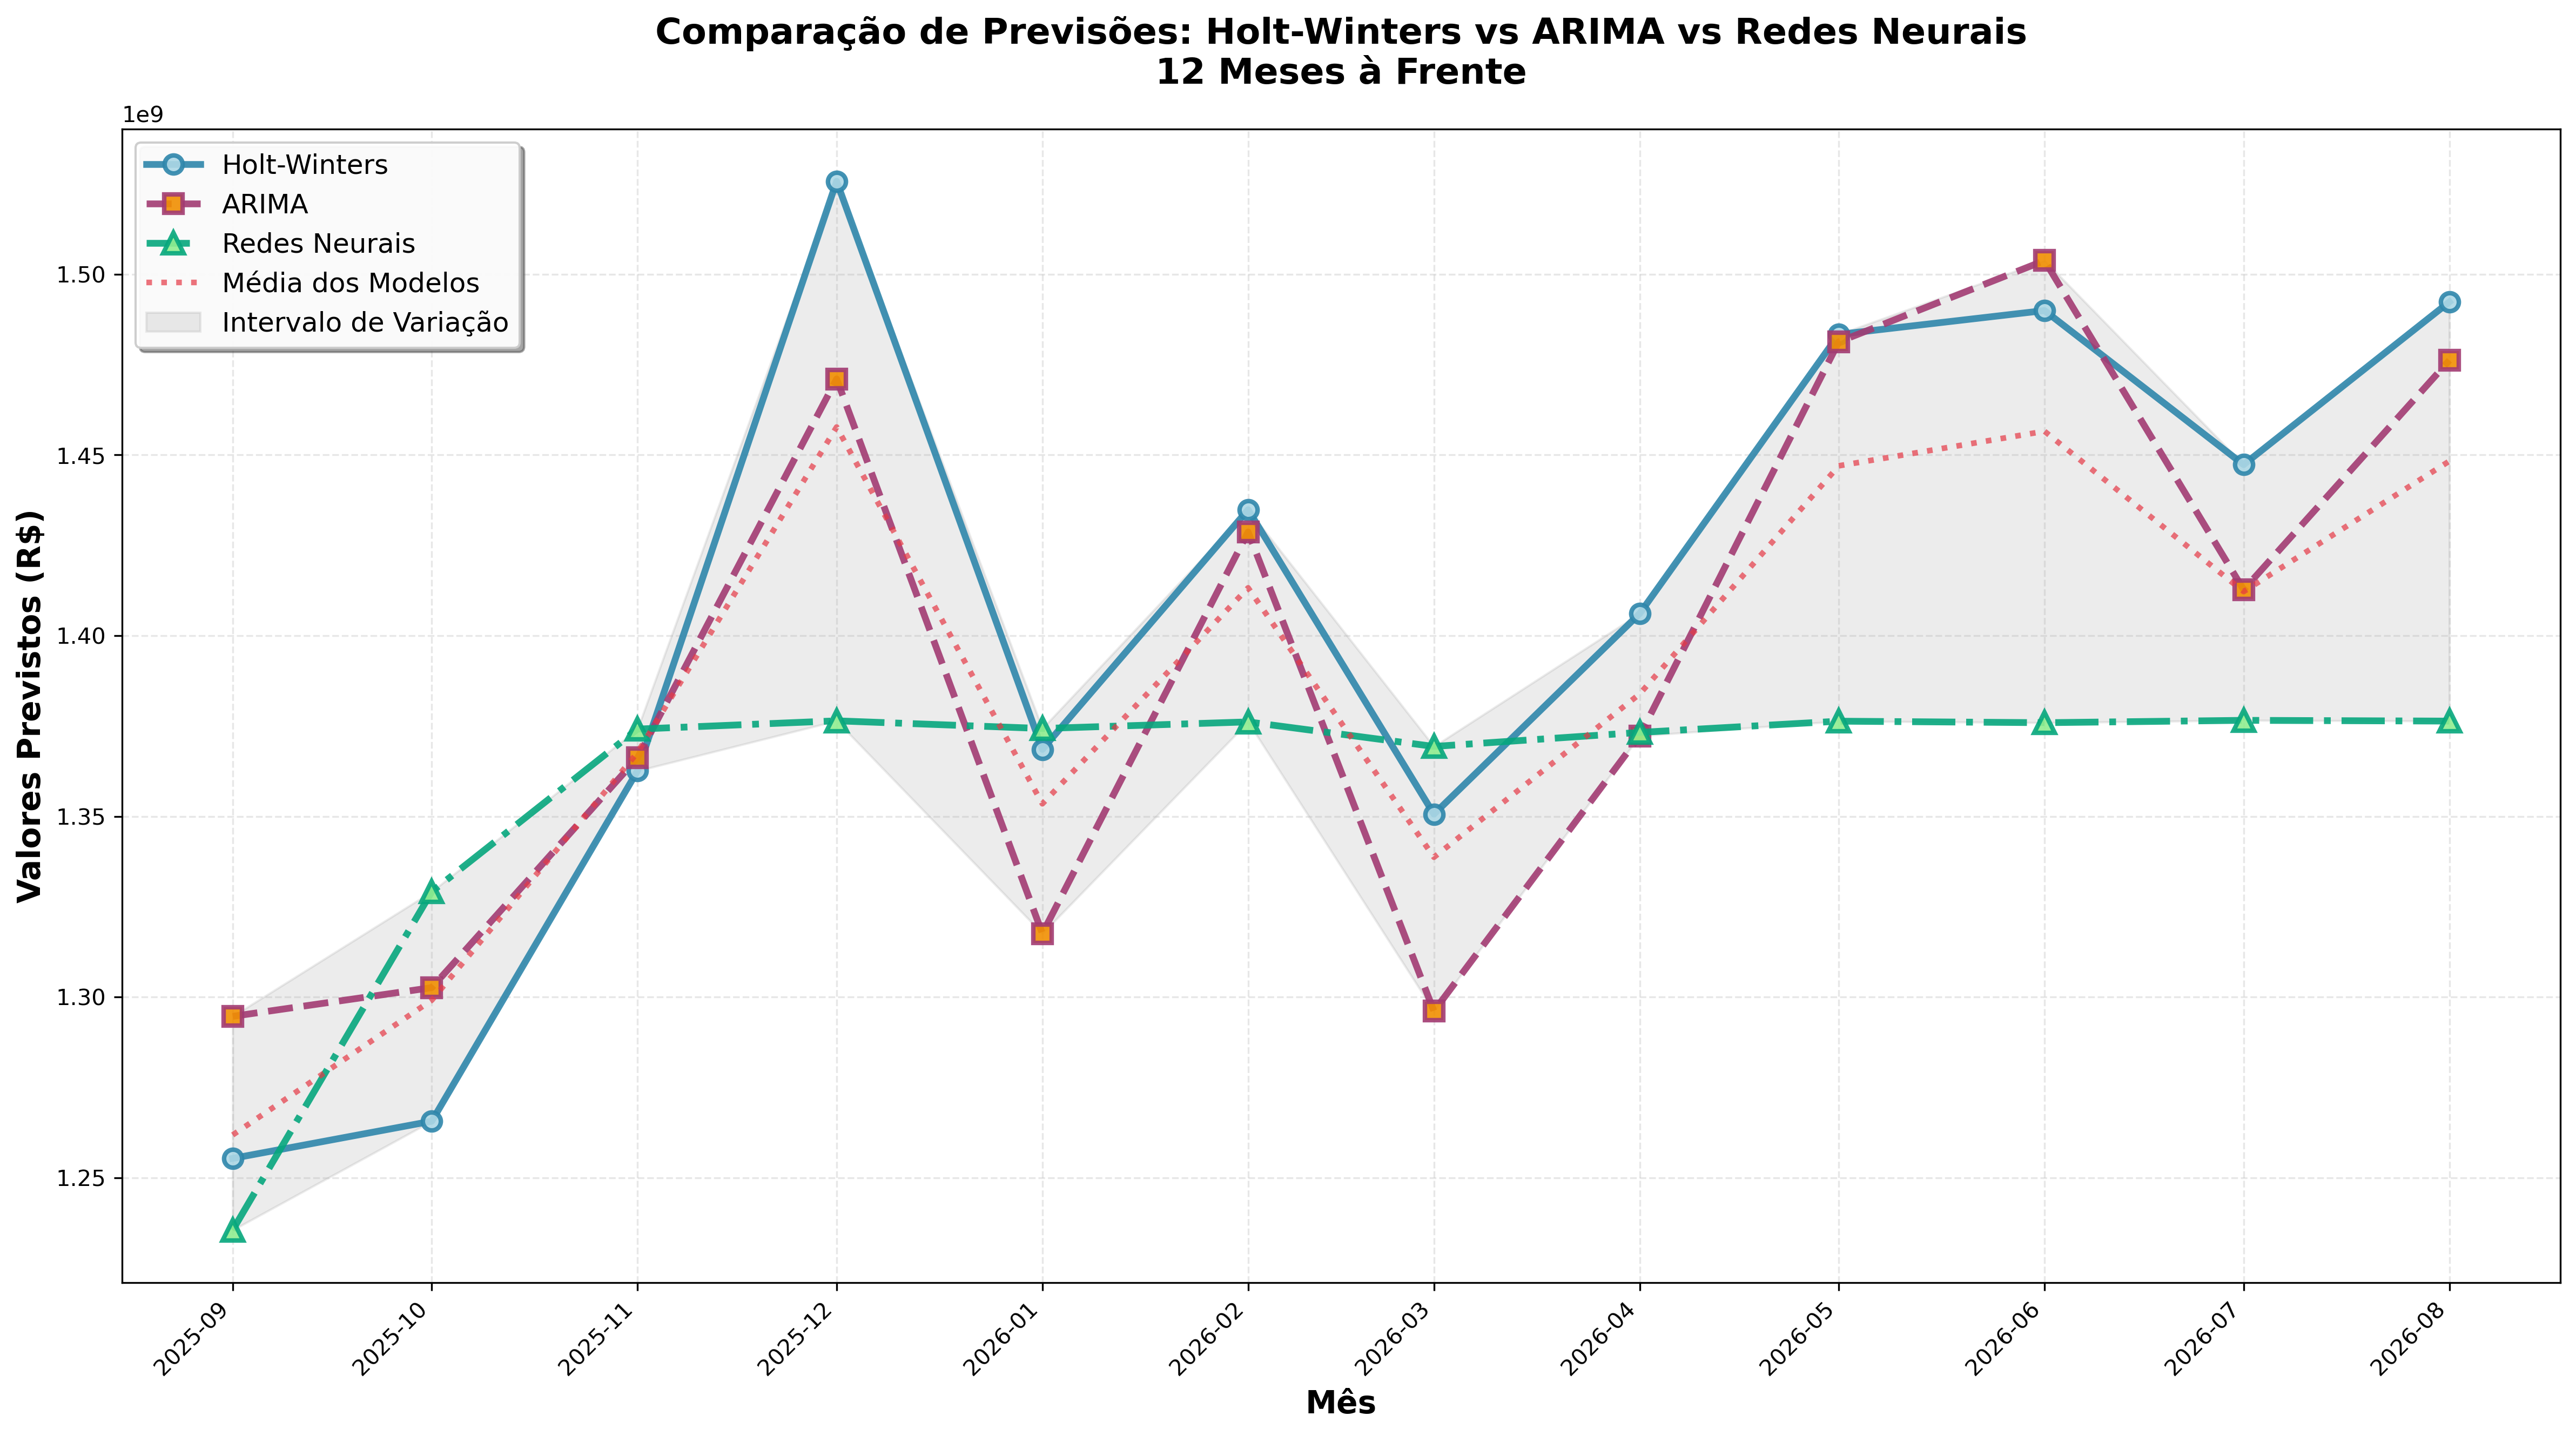 Comparação de Previsões: Holt-Winters vs ARIMA vs Redes Neurais
12 Meses à Frente
1e9
Holt-Winters
ARIMA
Redes Neurais
Média dos Modelos
Intervalo de Variação
Valores Previstos (R$)
1.50
1.45
1.40
1.35
1.30
1.25
2025-09
2025-10
2025-11
2025-12
2026-01
2026-02
2026-03
2026-04
2026-05
2026-06
2026-07
2026-08
Mês